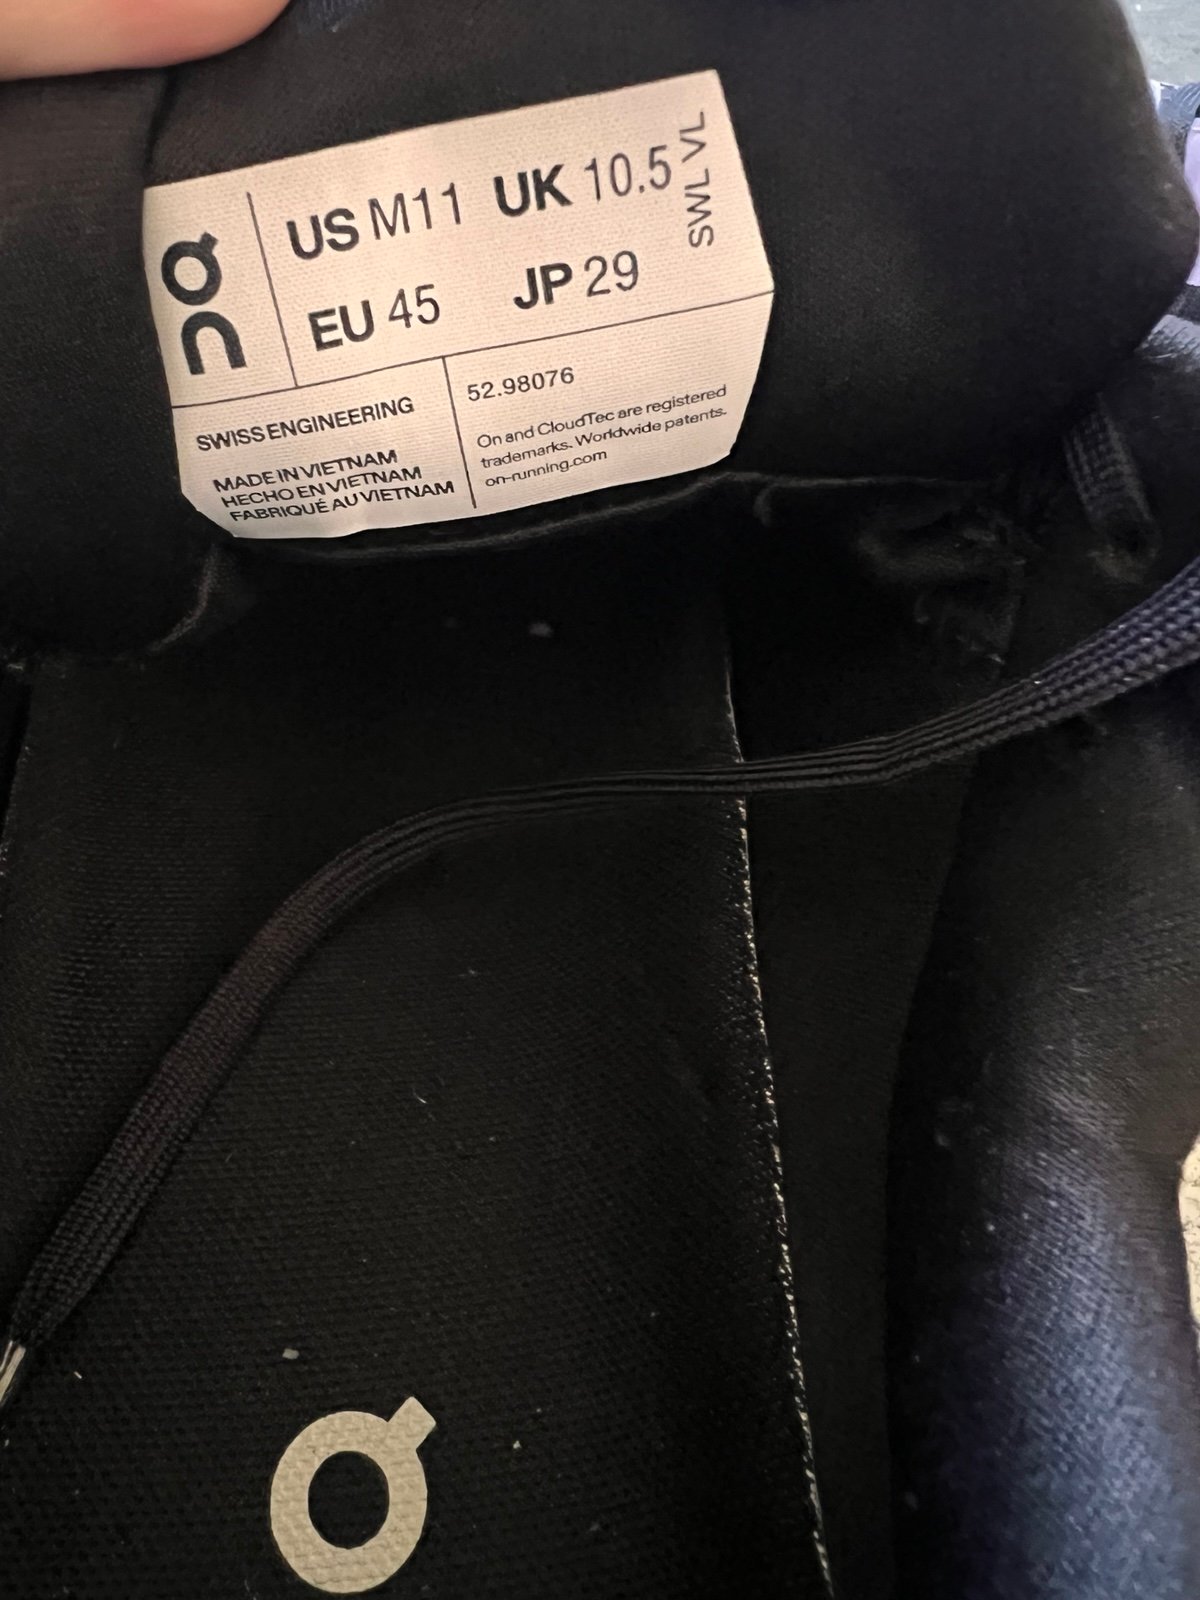 on
US M11 UK 10.5
EU 45 JP 29
SWL VL
SWISS ENGINEERING
MADE IN VIETNAM
HECHO EN VIETNAM
FABRIQUÉ AU VIETNAM
52.98076
On and CloudTec are registered
trademarks. Worldwide patents.
on-running.com